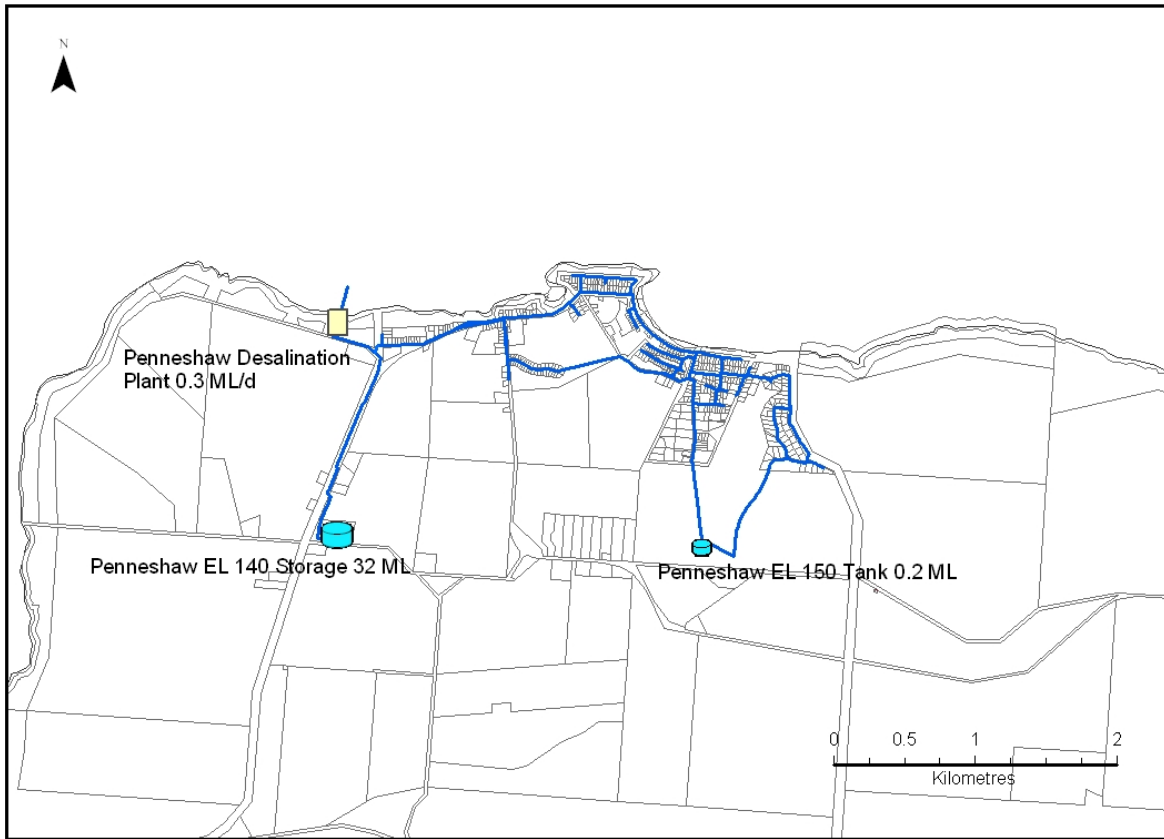 N
Penneshaw Desalination
Plant 0.3 ML/d
Penneshaw EL 140 Storage 32 ML
Penneshaw EL 150 Tank 0.2 ML
0 0.5 1 2
Kilometres